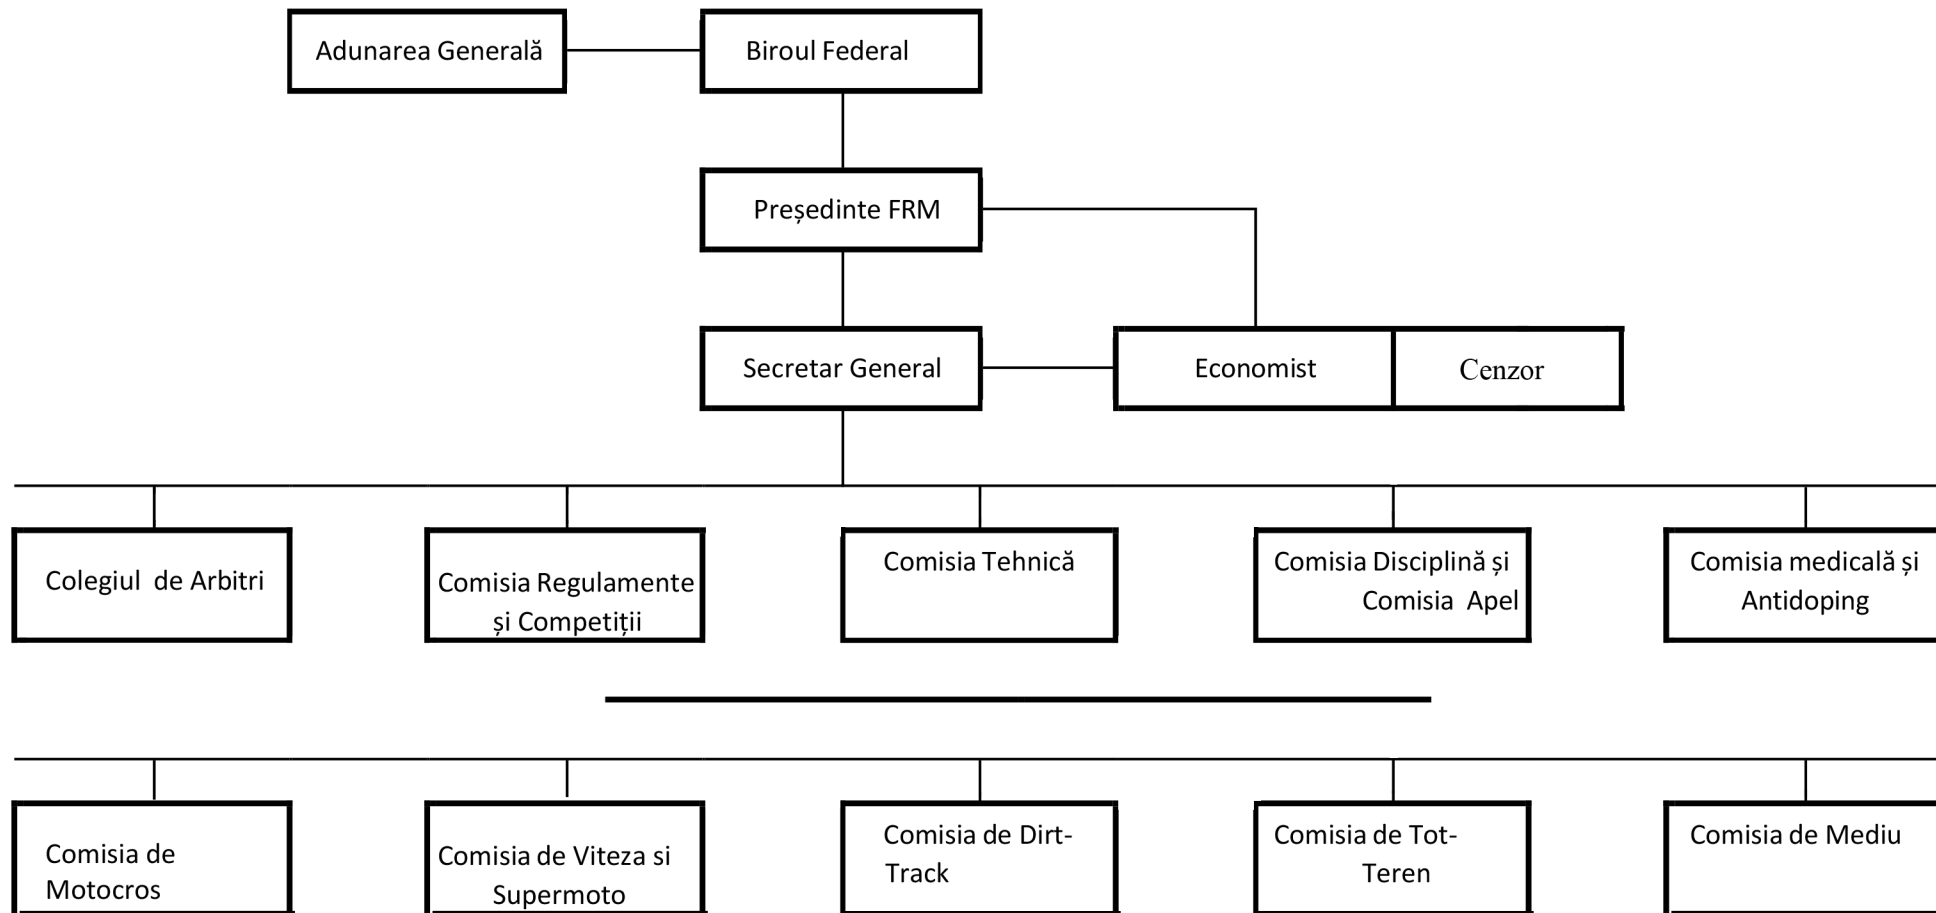 Adunarea Generală
Biroul Federal
Președinte FRM
Secretar General
Economist
Cenzor
Colegiul de Arbitri
Comisia Regulamente
și Competiții
Comisia Tehnică
Comisia Disciplină și
Comisia Apel
Comisia medicală și
Antidoping
Comisia de
Motocros
Comisia de Viteza si
Supermoto
Comisia de Dirt-
Track
Comisia de Tot-
Teren
Comisia de Mediu